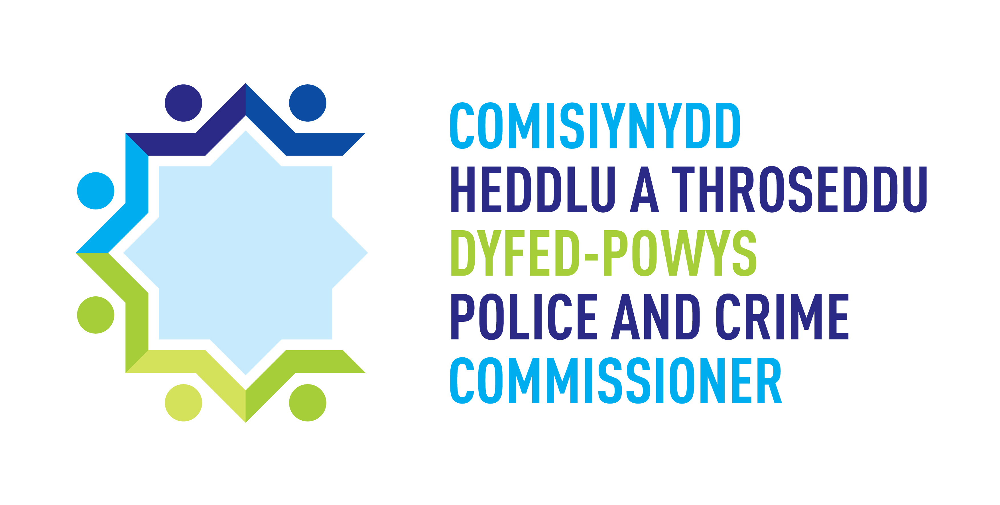 COMISIYNYDD
HEDDLU A THROSEDDU
DYFED-POWYS
POLICE AND CRIME
COMMISSIONER